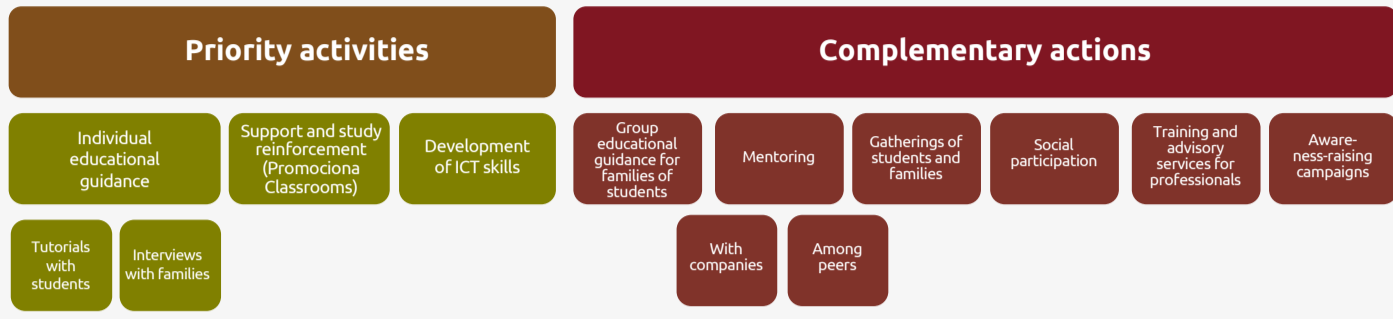 Priority activities
Complementary actions
Individual
educational
guidance
Support and study
reinforcement
(Promociona
Classrooms)
Development
of ICT skills
Group
educational
guidance for
families of
students
Mentoring
Gatherings of
students and
families
Social
participation
Training and
advisory
services for
professionals
Aware-
ness-raising
campaigns
Tutorials
with
students
Interviews
with families
With
companies
Among
peers